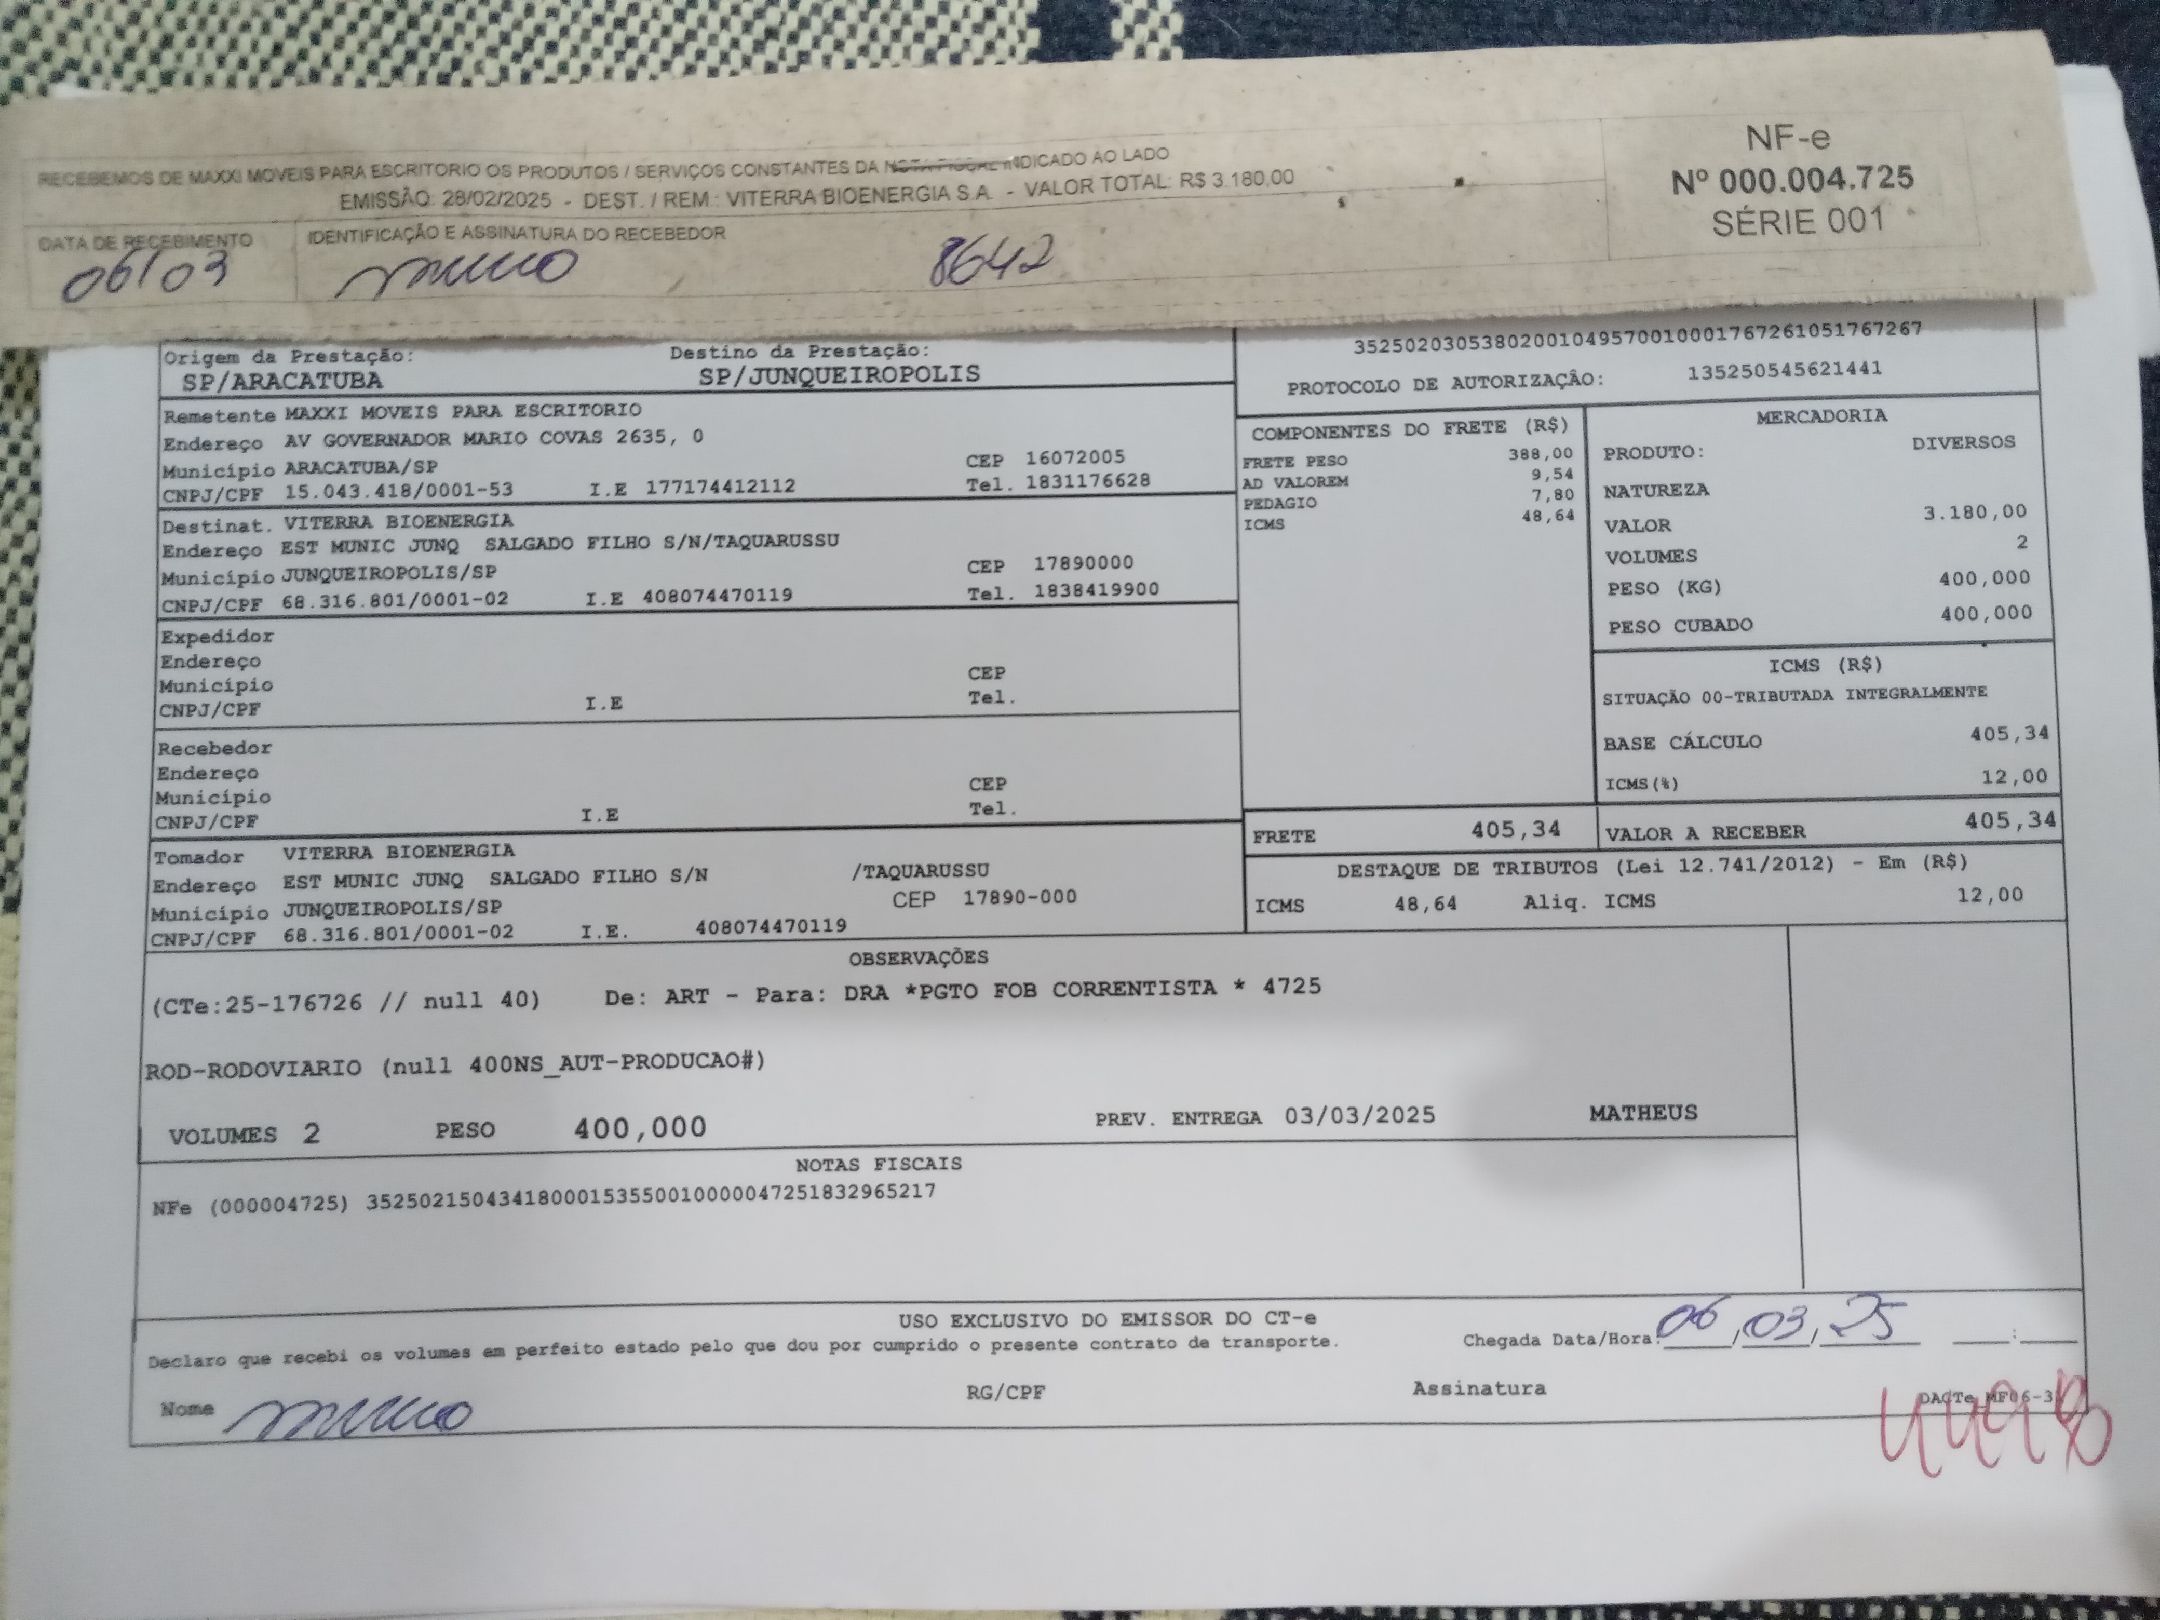 RECEBEMOS DE MAXXI MOVEIS PARA ESCRITORIO OS PRODUTOS / SERVIÇOS CONSTANTES DA NOTA FISCAL INDICADO AO LADO
EMISSÃO: 28/02/2025 - DEST. / REM.: VITERRA BIOENERGIA S.A. - VALOR TOTAL: R$ 3.180,00
NF-e
Nº 000.004.725
SÉRIE 001
DATA DE RECEBIMENTO
IDENTIFICAÇÃO E ASSINATURA DO RECEBEDOR
06/03
8642
Origem da Prestação:
Destino da Prestação:
SP/ARACATUBA
SP/JUNQUEIROPOLIS
35250203053802001049570010001767261051767267
PROTOCOLO DE AUTORIZAÇÂO: 135250545621441
Remetente MAXXI MOVEIS PARA ESCRITORIO
Endereço AV GOVERNADOR MARIO COVAS 2635, 0
Município ARACATUBA/SP CEP 16072005
CNPJ/CPF 15.043.418/0001-53 I.E 177174412112 Tel. 1831176628
Destinat. VITERRA BIOENERGIA
Endereço EST MUNIC JUNQ SALGADO FILHO S/N/TAQUARUSSU
Município JUNQUEIROPOLIS/SP CEP 17890000
CNPJ/CPF 68.316.801/0001-02 I.E 408074470119 Tel. 1838419900
Expedidor
Endereço
Município CEP
CNPJ/CPF I.E Tel.
Recebedor
Endereço
Município CEP
CNPJ/CPF I.E Tel.
Tomador VITERRA BIOENERGIA
Endereço EST MUNIC JUNQ SALGADO FILHO S/N /TAQUARUSSU
Município JUNQUEIROPOLIS/SP CEP 17890-000
CNPJ/CPF 68.316.801/0001-02 I.E. 408074470119
COMPONENTES DO FRETE (R$)
FRETE PESO 388,00
AD VALOREM 9,54
PEDAGIO 7,80
ICMS 48,64
MERCADORIA
PRODUTO: DIVERSOS
NATUREZA
VALOR 3.180,00
VOLUMES 2
PESO (KG) 400,000
PESO CUBADO 400,000
ICMS (R$)
SITUAÇÃO 00-TRIBUTADA INTEGRALMENTE
BASE CÁLCULO 405,34
ICMS(%) 12,00
FRETE 405,34
VALOR A RECEBER 405,34
DESTAQUE DE TRIBUTOS (Lei 12.741/2012) - Em (R$)
ICMS 48,64 Aliq. ICMS 12,00
OBSERVAÇÕES
(CTe:25-176726 // null 40) De: ART - Para: DRA *PGTO FOB CORRENTISTA * 4725
ROD-RODOVIARIO (null 400NS_AUT-PRODUCAO#)
VOLUMES 2 PESO 400,000 PREV. ENTREGA 03/03/2025 MATHEUS
NOTAS FISCAIS
NFe (000004725) 35250215043418000153550010000047251832965217
USO EXCLUSIVO DO EMISSOR DO CT-e
Declaro que recebi os volumes em perfeito estado pelo que dou por cumprido o presente contrato de transporte.
Chegada Data/Hora: 06/03/25 __:__
Nome RG/CPF Assinatura
DACTe MF06-3